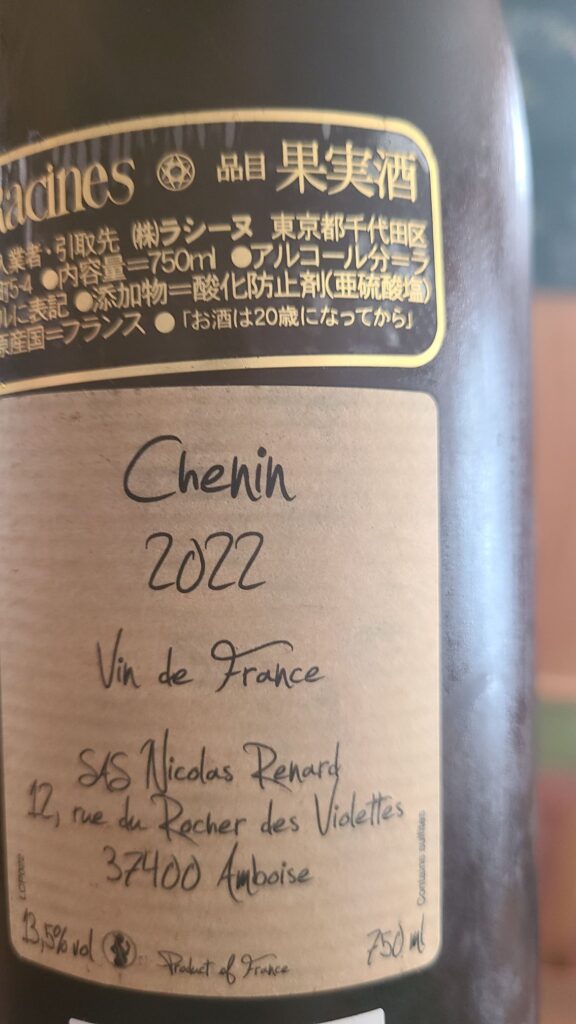 Racines 品目 果実酒
入業者・引取先 (株)ラシーヌ 東京都千代田区
5-4 ●内容量=750ml ●アルコール分=ラ
ルに表記 ●添加物=酸化防止剤(亜硫酸塩)
原産国=フランス ●「お酒は20歳になってから」
Chenin
2022
Vin de France
SAS Nicolas Renard
12, rue du Rocher des Violettes
37400 Amboise
Contains sulfites
13,5% vol
Product of France
750 ml